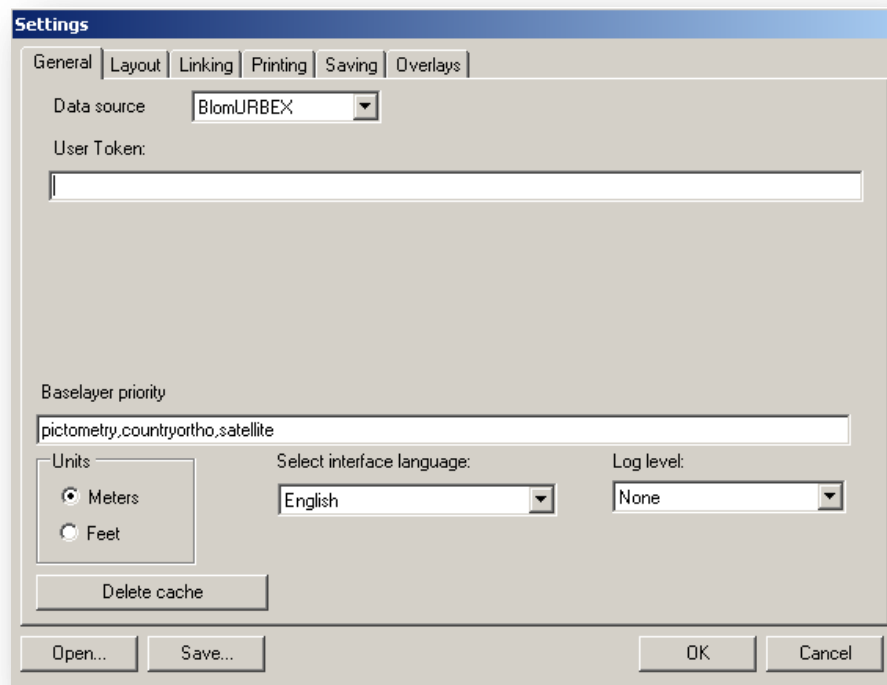 Settings
General Layout Linking Printing Saving Overlays
Data source BlomURBEX
User Token:
Baselayer priority
pictometry,countryortho,satellite
Units Select interface language: Log level:
Meters English None
Feet
Delete cache
Open... Save... OK Cancel